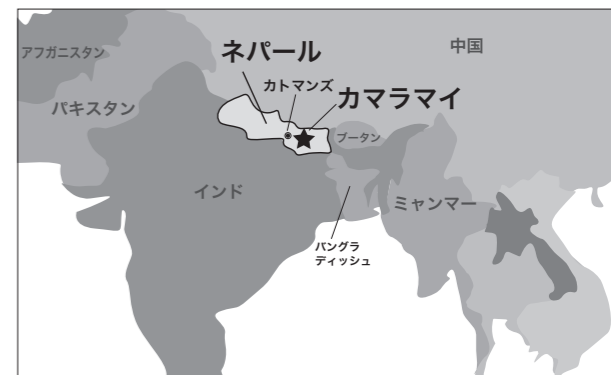 アフガニスタン
ネパール
中国
カトマンズ
カマラマイ
パキスタン
ブータン
インド
ミャンマー
バングラ
ディッシュ